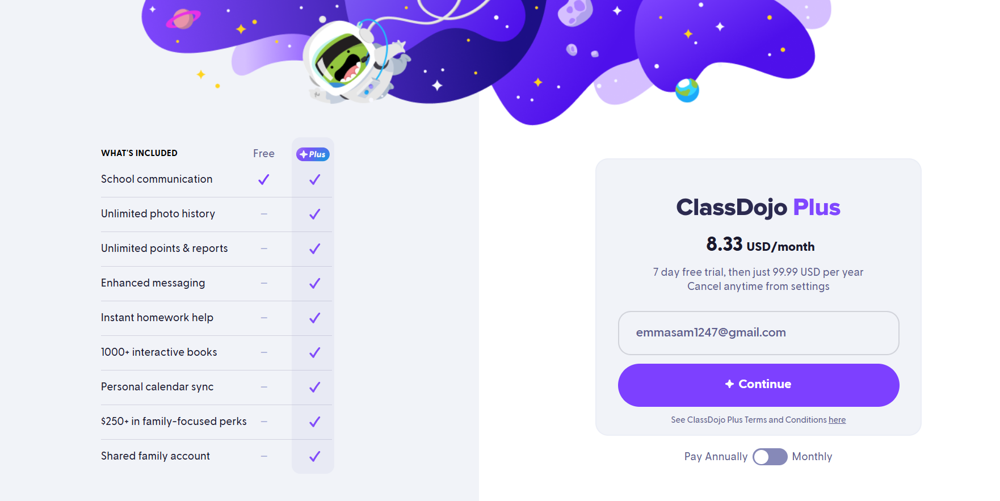 WHAT'S INCLUDED Free Plus
School communication
Unlimited photo history
Unlimited points & reports
Enhanced messaging
Instant homework help
1000+ interactive books
Personal calendar sync
$250+ in family-focused perks
Shared family account
ClassDojo Plus
8.33 USD/month
7 day free trial, then just 99.99 USD per year
Cancel anytime from settings
emmasam1247@gmail.com
Continue
See ClassDojo Plus Terms and Conditions here
Pay Annually Monthly